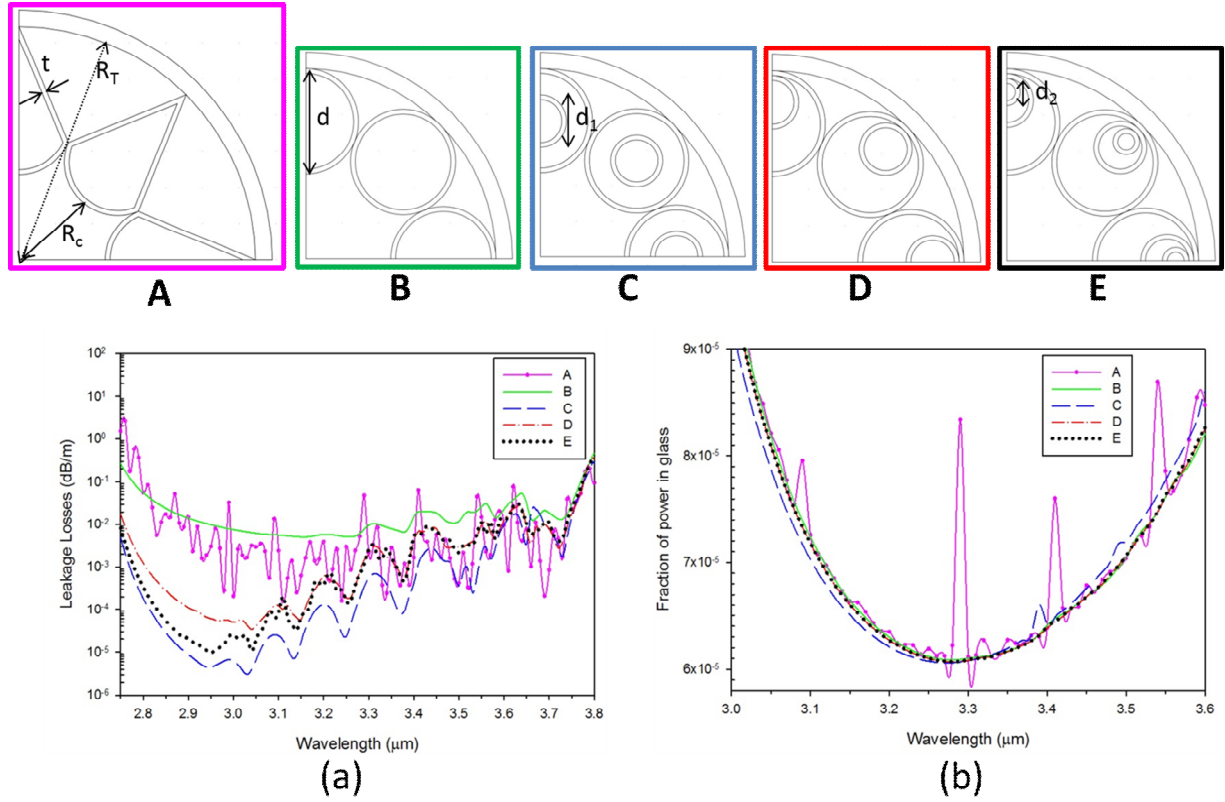 t
R_T
R_c
d
d_1
d_2
A
B
C
D
E
10^2
10^1
10^0
10^-1
10^-2
10^-3
10^-4
10^-5
10^-6
Leakage Losses (dB/m)
A
B
C
D
E
2.8 2.9 3.0 3.1 3.2 3.3 3.4 3.5 3.6 3.7 3.8
Wavelength (μm)
(a)
9x10^-5
8x10^-5
7x10^-5
6x10^-5
Fraction of power in glass
A
B
C
D
E
3.0 3.1 3.2 3.3 3.4 3.5 3.6
Wavelength (μm)
(b)